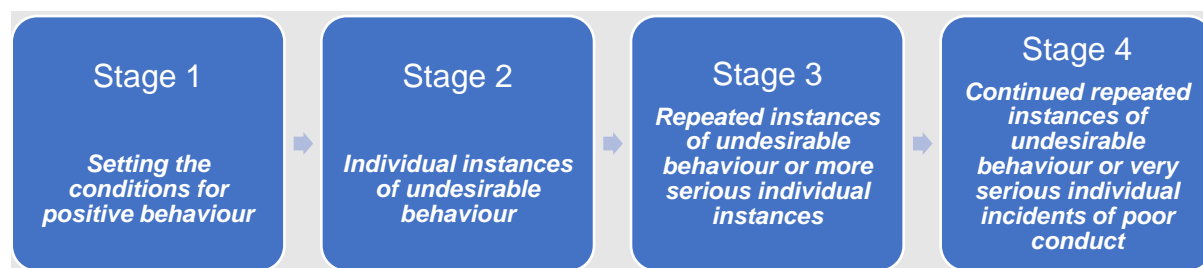 Stage 1
Setting the
conditions for
positive behaviour
Stage 2
Individual instances
of undesirable
behaviour
Stage 3
Repeated instances
of undesirable
behaviour or more
serious individual
instances
Stage 4
Continued repeated
instances of
undesirable
behaviour or very
serious individual
incidents of poor
conduct